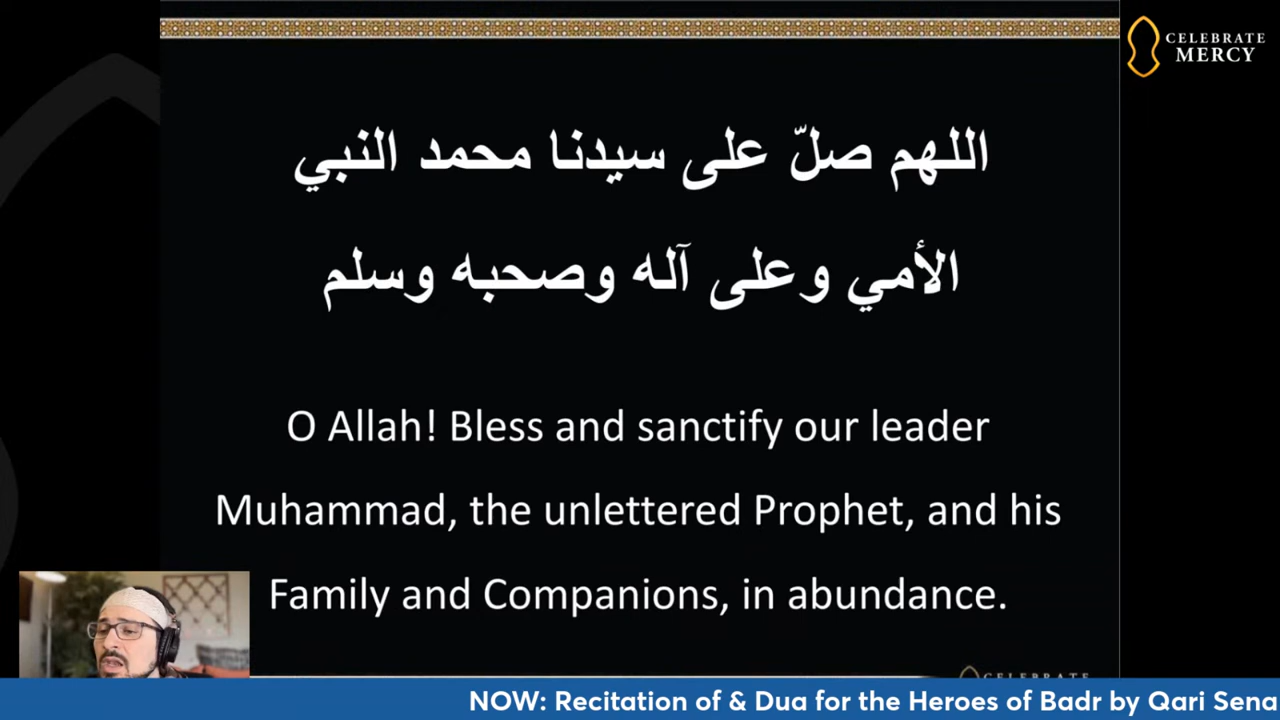 CELEBRATE
MERCY
اللهم صلّ على سيدنا محمد النبي
الأمي وعلى آله وصحبه وسلم
O Allah! Bless and sanctify our leader
Muhammad, the unlettered Prophet, and his
Family and Companions, in abundance.
CELEBRATE
NOW: Recitation of & Dua for the Heroes of Badr by Qari Sena